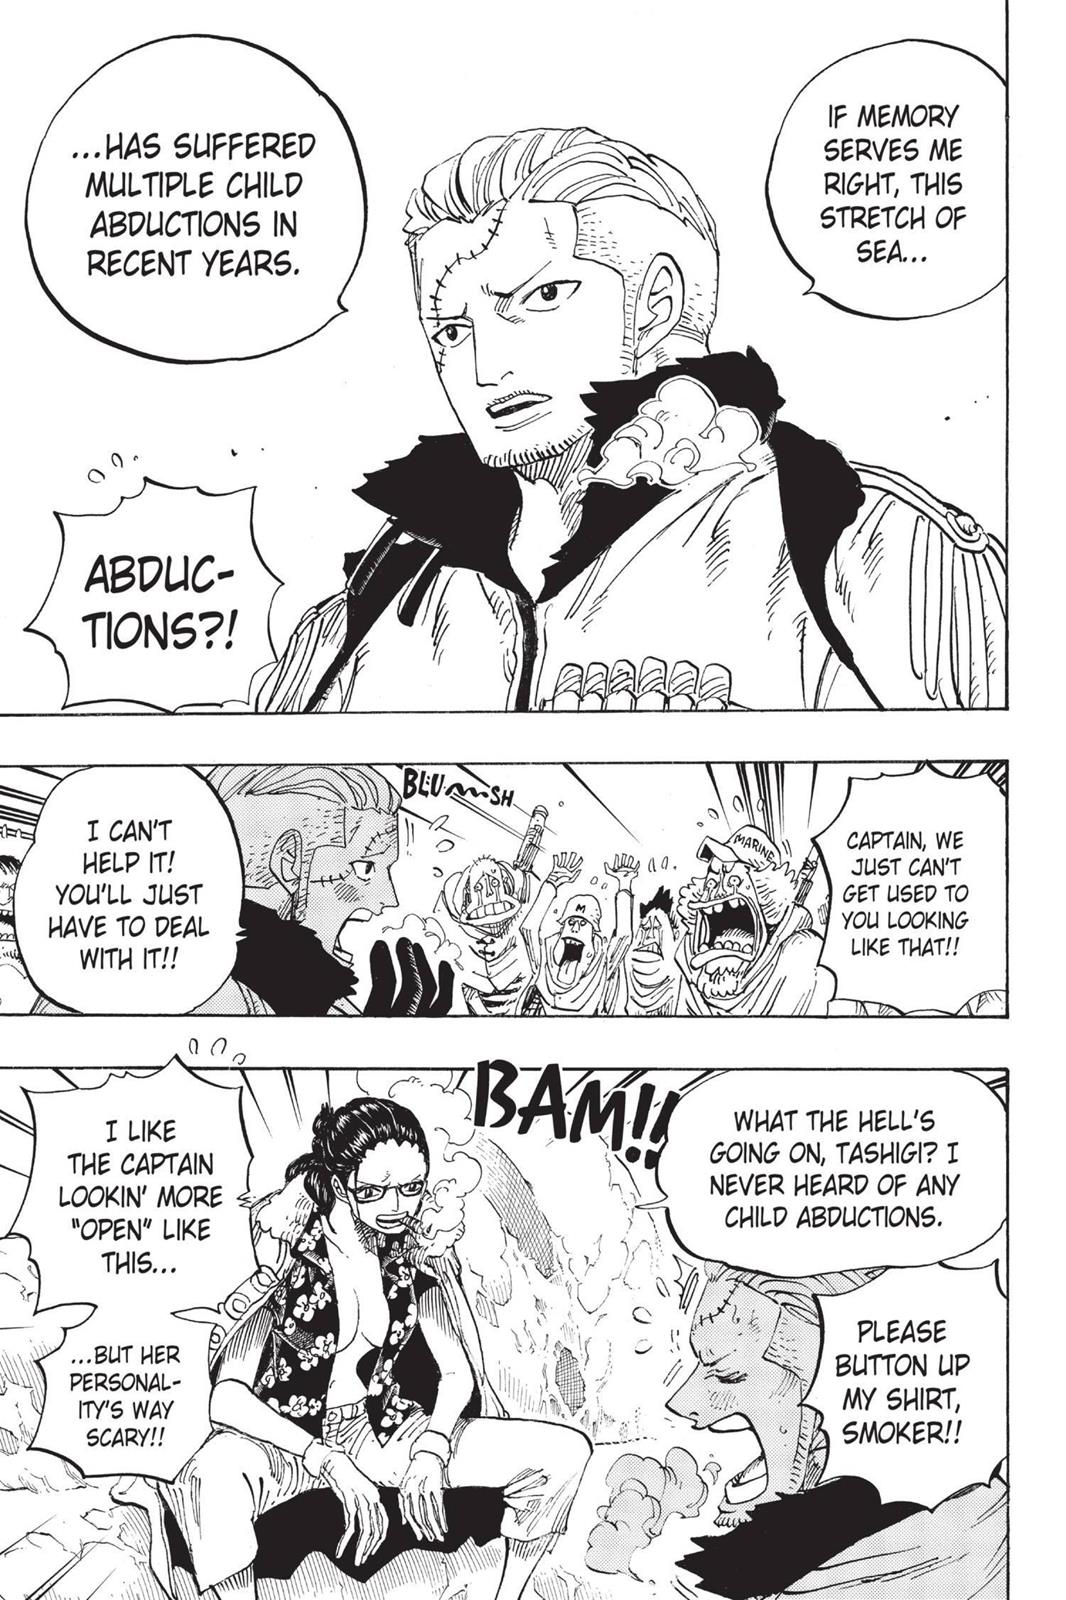 IF MEMORY
SERVES ME
RIGHT, THIS
STRETCH OF
SEA...
...HAS SUFFERED
MULTIPLE CHILD
ABDUCTIONS IN
RECENT YEARS.
ABDUC-
TIONS?!
CAPTAIN, WE
JUST CAN'T
GET USED TO
YOU LOOKING
LIKE THAT!!
MARINE
M
BLUSH
I CAN'T
HELP IT!
YOU'LL JUST
HAVE TO DEAL
WITH IT!!
WHAT THE HELL'S
GOING ON, TASHIGI? I
NEVER HEARD OF ANY
CHILD ABDUCTIONS.
PLEASE
BUTTON UP
MY SHIRT,
SMOKER!!
BAM!!
I LIKE
THE CAPTAIN
LOOKIN' MORE
"OPEN" LIKE
THIS...
...BUT HER
PERSONAL-
ITY'S WAY
SCARY!!